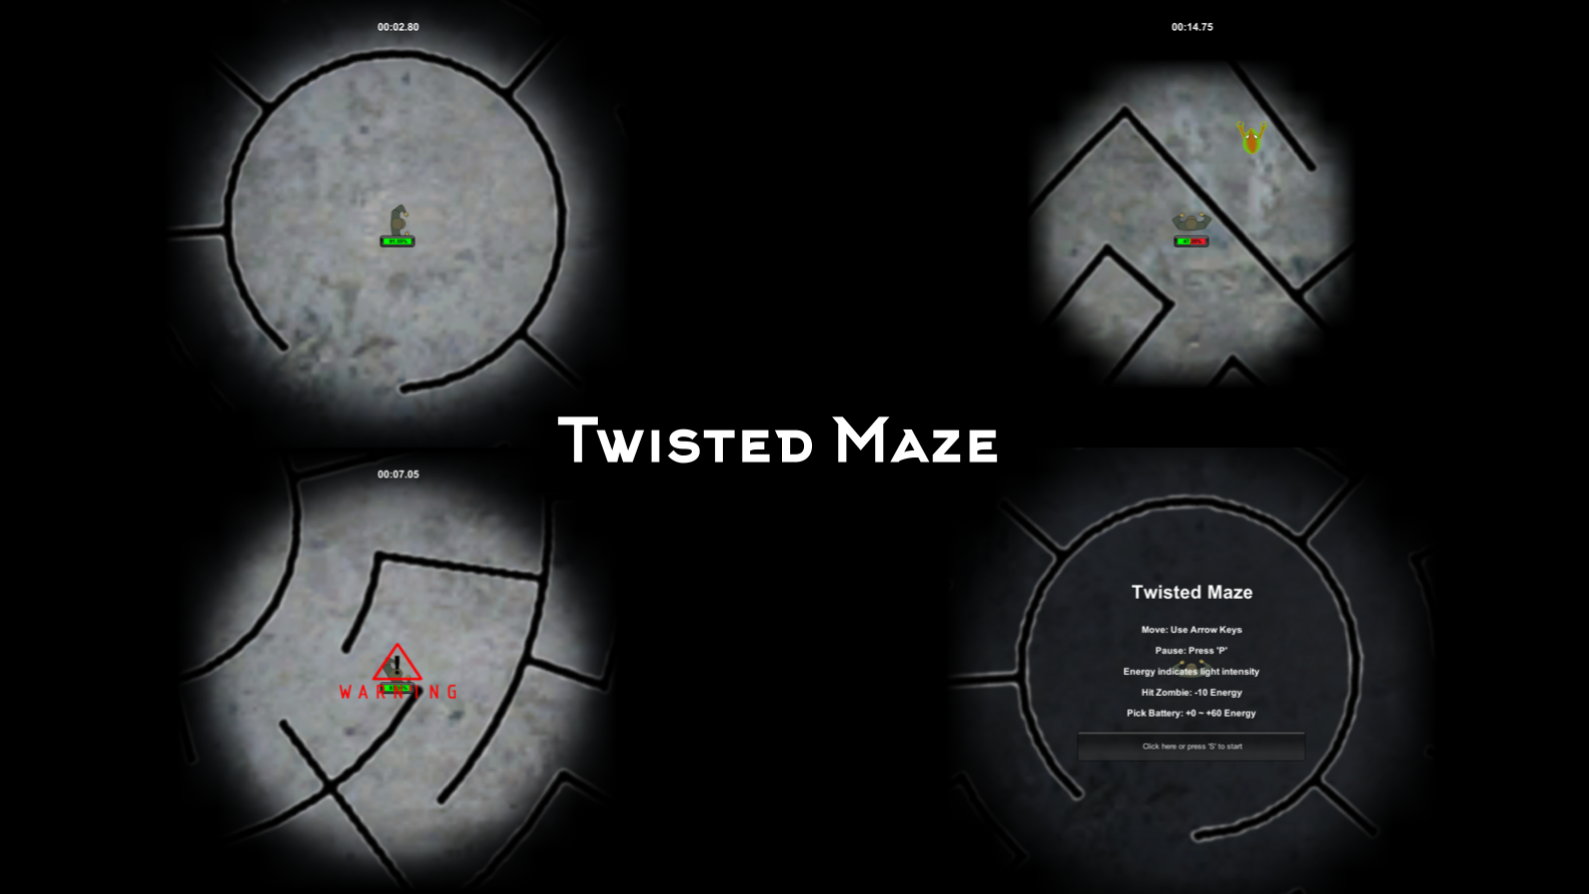 00:02.80
00:14.75
Twisted Maze
00:07.05
WARNING
Twisted Maze
Move: Use Arrow Keys
Pause: Press 'P'
Energy indicates light intensity
Hit Zombie: -10 Energy
Pick Battery: +0 ~ +60 Energy
Click here or press 'S' to start